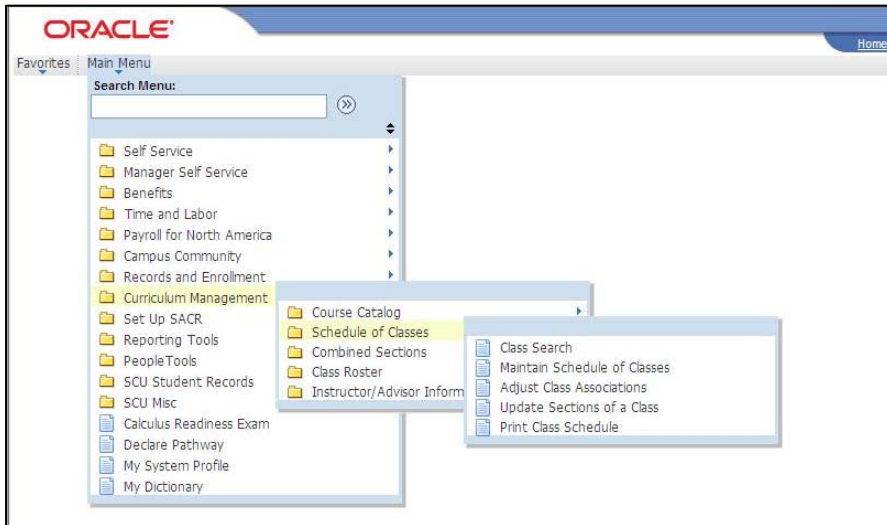 ORACLE'
Home
Favorites Main Menu
Search Menu:
Self Service
Manager Self Service
Benefits
Time and Labor
Payroll for North America
Campus Community
Records and Enrollment
Curriculum Management
Set Up SACR
Reporting Tools
PeopleTools
SCU Student Records
SCU Misc
Calculus Readiness Exam
Declare Pathway
My System Profile
My Dictionary
Course Catalog
Schedule of Classes
Combined Sections
Class Roster
Instructor/Advisor Inform
Class Search
Maintain Schedule of Classes
Adjust Class Associations
Update Sections of a Class
Print Class Schedule